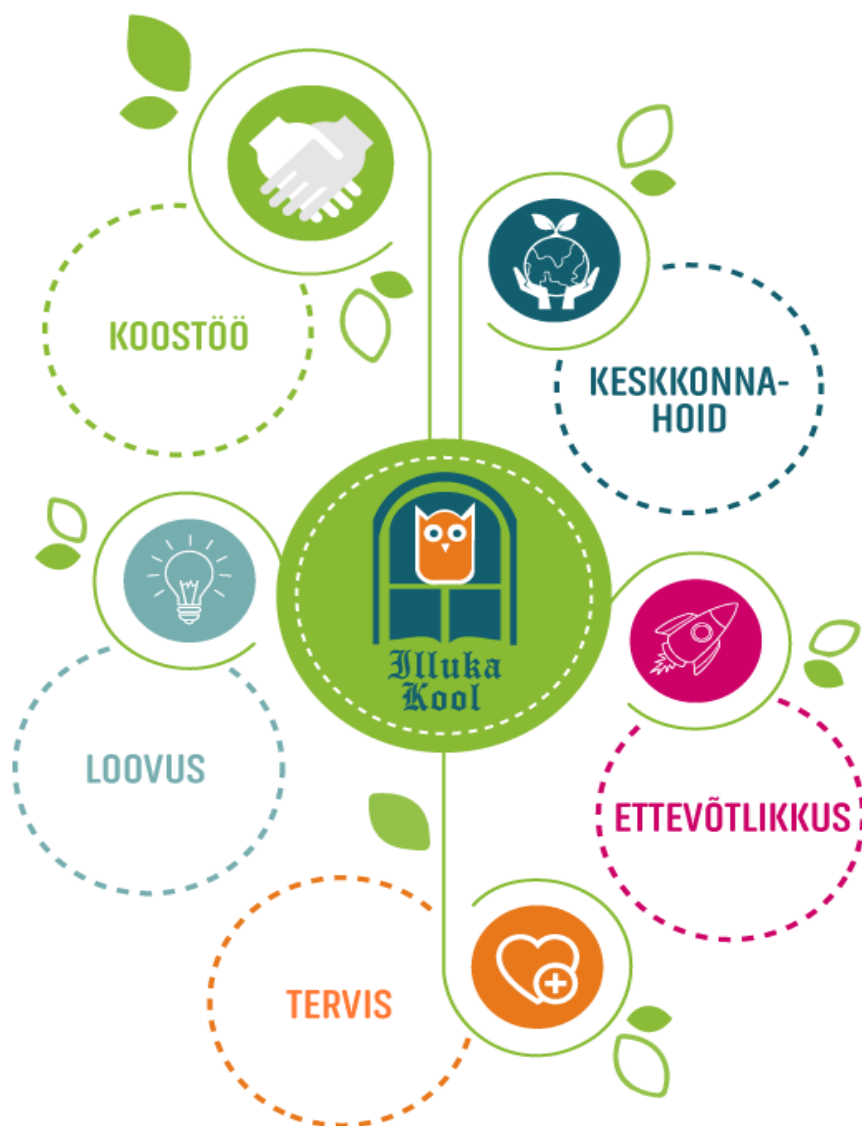 KOOSTÖÖ
KESKKONNA-
HOID
Illuka
Kool
LOOVUS
ETTEVÕTLIKKUS
TERVIS